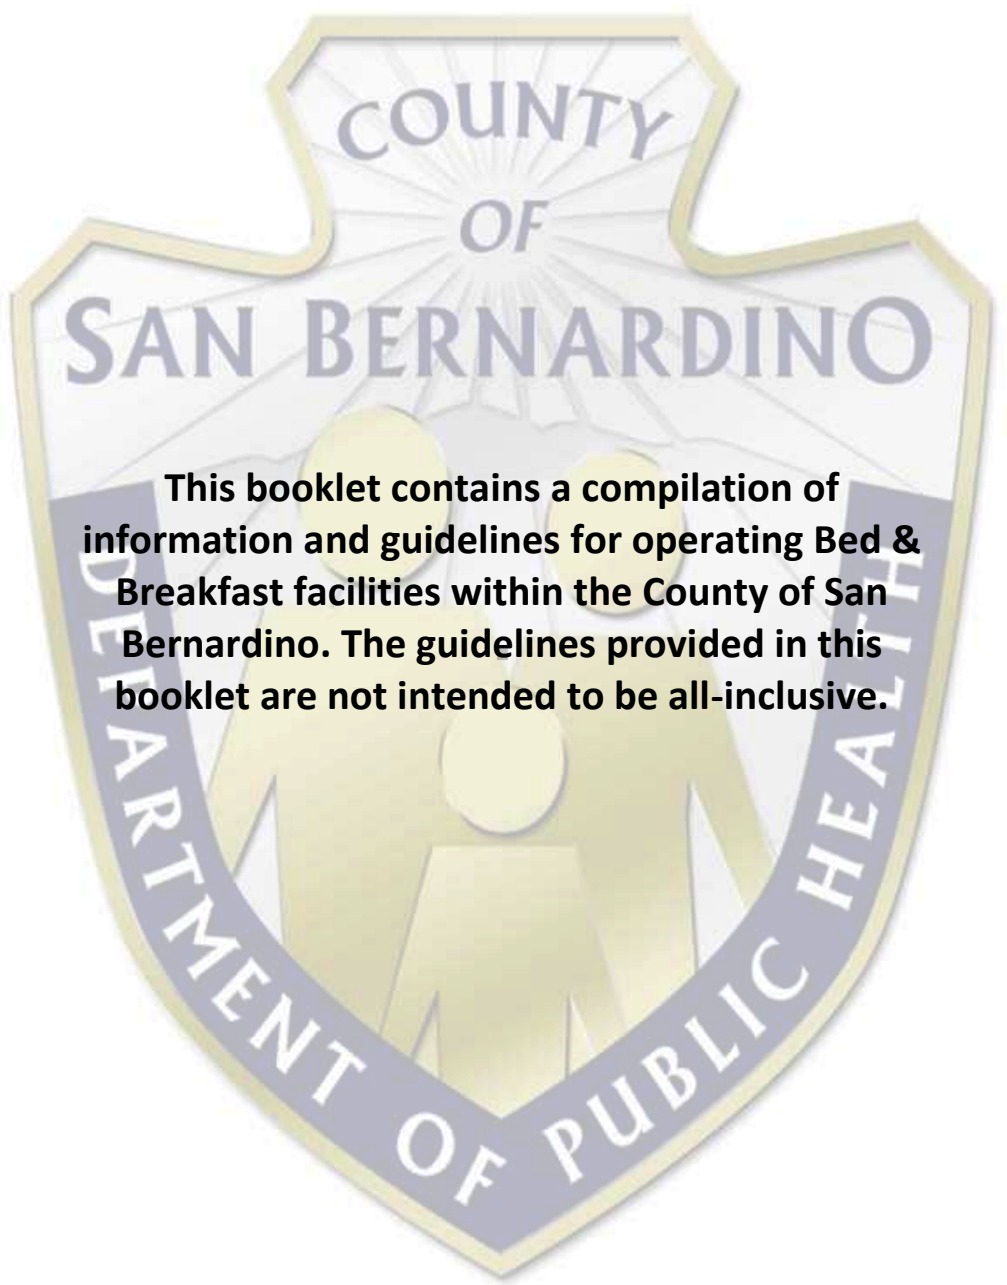 COUNTY
OF
SAN BERNARDINO
This booklet contains a compilation of
information and guidelines for operating Bed &
Breakfast facilities within the County of San
Bernardino. The guidelines provided in this
booklet are not intended to be all-inclusive.
DEPARTMENT OF PUBLIC HEALTH